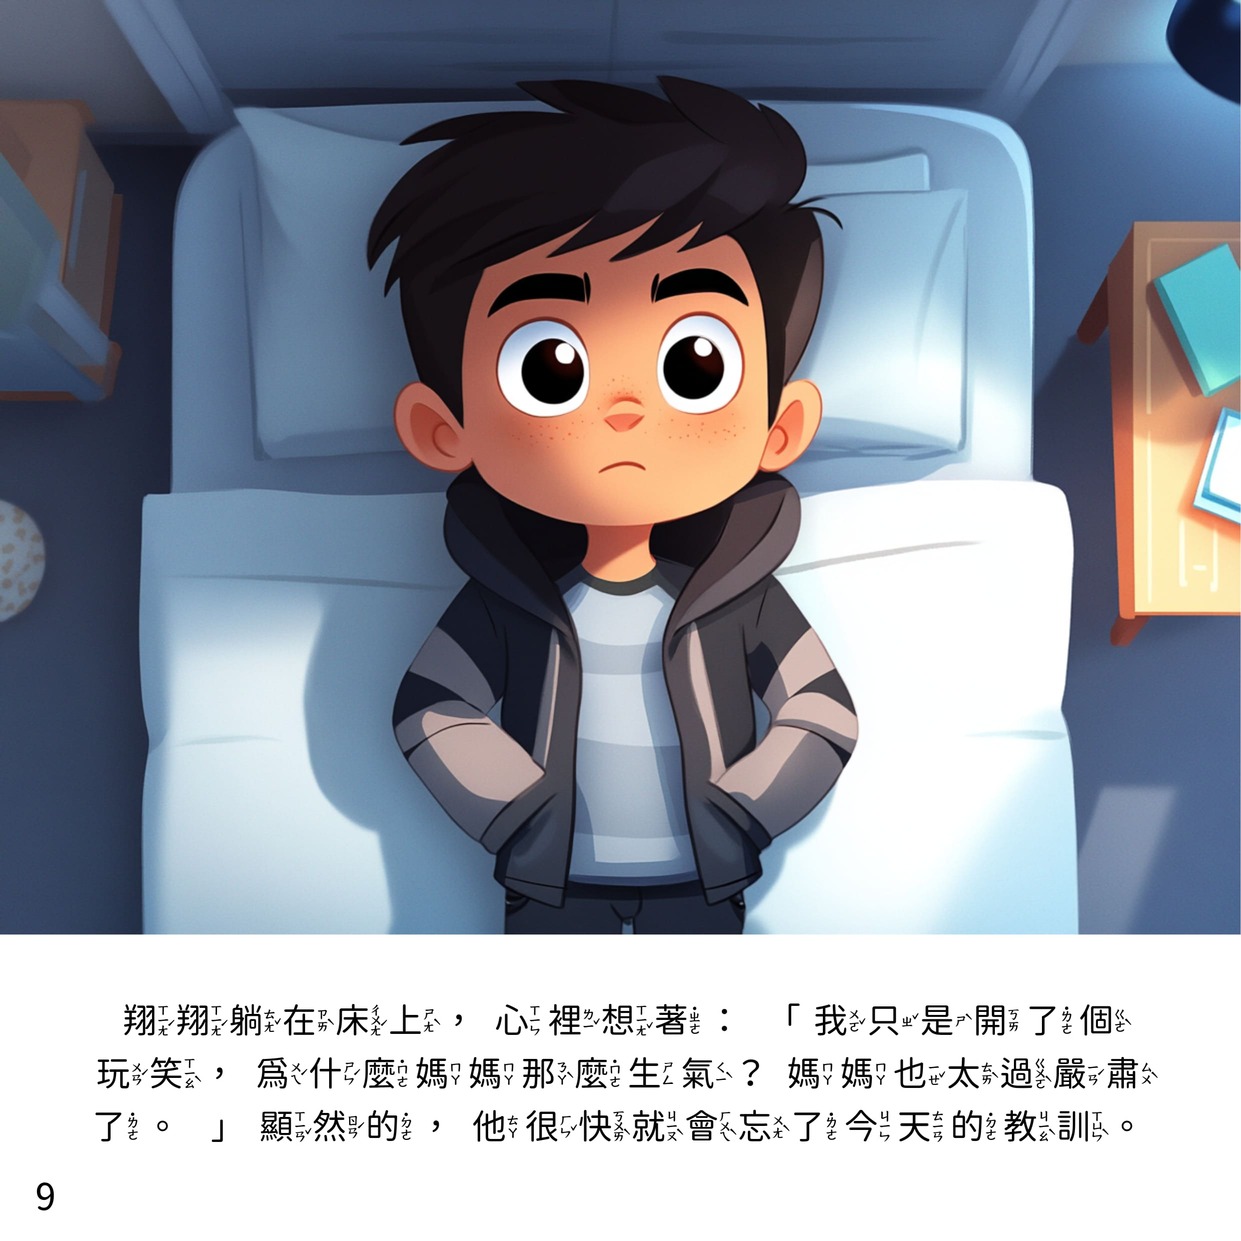 翔翔躺在床上，心裡想著：「我只是開了個
玩笑，為什麼媽媽那麼生氣？媽媽也太過嚴肅
了。」顯然的，他很快就會忘了今天的教訓。
9